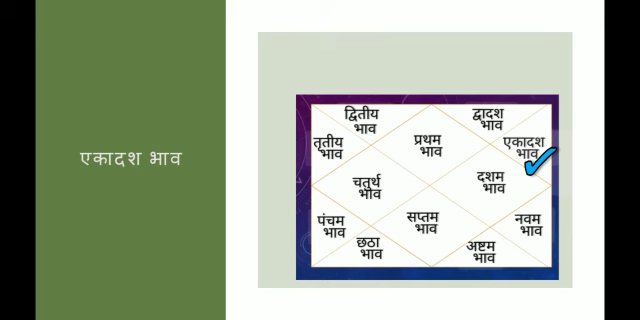 एकादश भाव
द्वितीय
भाव
द्वादश
भाव
तृतीय
भाव
प्रथम
भाव
एकादश
भाव
चतुर्थ
भाव
दशम
भाव
पंचम
भाव
सप्तम
भाव
नवम
भाव
छठा
भाव
अष्टम
भाव